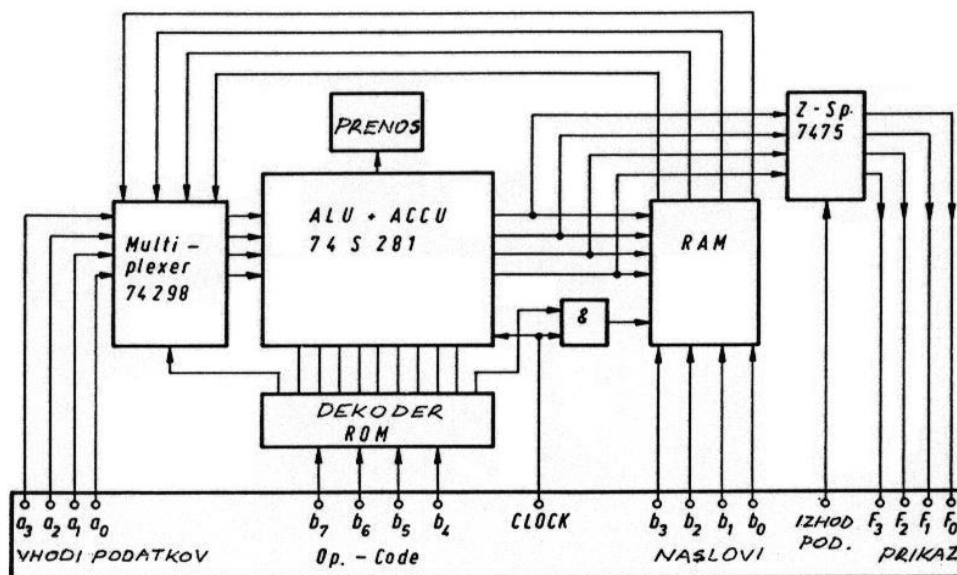 PRENOS
Z-Sp.
7475
ALU + ACCU
74 S 281
Multi-
plexer
74298
RAM
&
DEKODER
ROM
a3 a2 a1 a0
b7 b6 b5 b4
CLOCK
b3 b2 b1 b0
IZHOD
POD.
F3 F2 F1 F0
VHODI PODATKOV
Op.-Code
NASLOVI
PRIKAZ